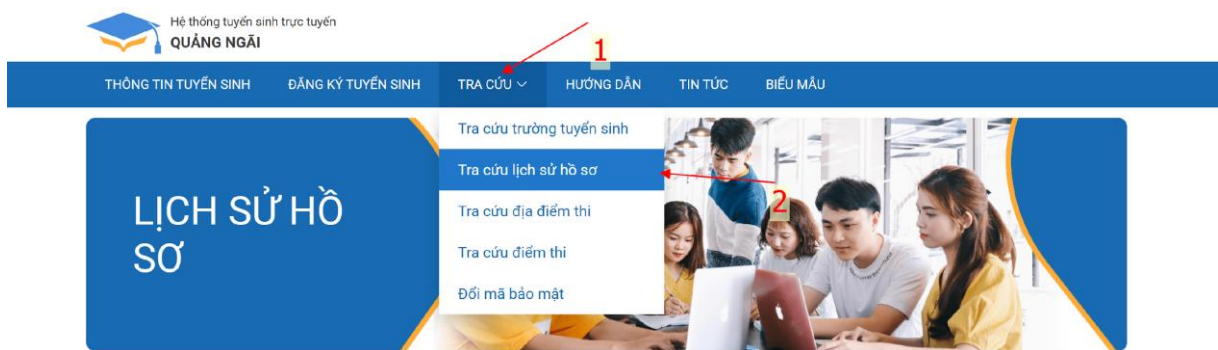 Hệ thống tuyển sinh trực tuyến
QUẢNG NGÃI
1
THÔNG TIN TUYỂN SINH ĐĂNG KÝ TUYỂN SINH TRA CỨU HƯỚNG DẪN TIN TỨC BIỂU MẪU
Tra cứu trường tuyển sinh
Tra cứu lịch sử hồ sơ
2
Tra cứu địa điểm thi
Tra cứu điểm thi
Đổi mã bảo mật
LỊCH SỬ HỒ
SƠ